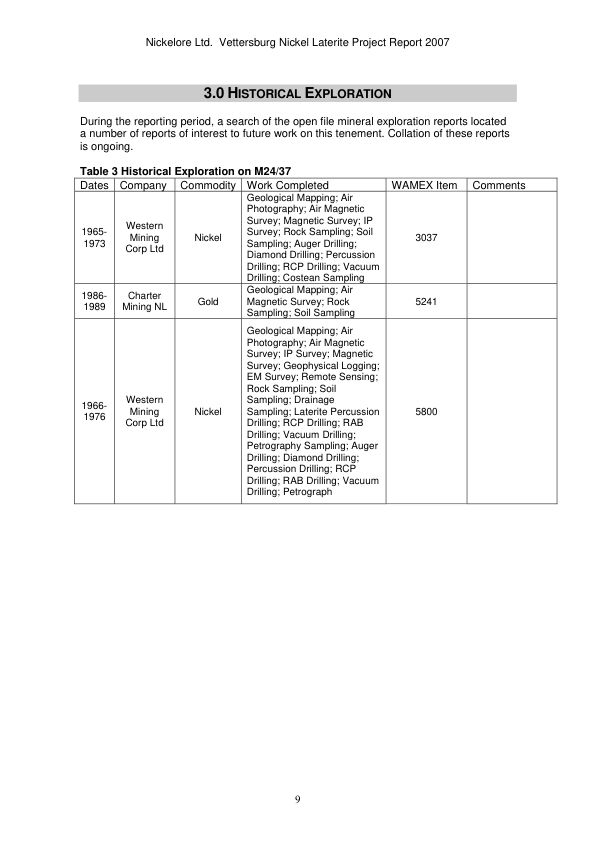 Nickelore Ltd.  Vettersburg Nickel Laterite Project Report 2007
3.0 HISTORICAL EXPLORATION
During the reporting period, a search of the open file mineral exploration reports located
a number of reports of interest to future work on this tenement. Collation of these reports
is ongoing.
Table 3 Historical Exploration on M24/37
Dates Company Commodity Work Completed WAMEX Item Comments
1965-
1973
Western
Mining
Corp Ltd
Nickel
Geological Mapping; Air
Photography; Air Magnetic
Survey; Magnetic Survey; IP
Survey; Rock Sampling; Soil
Sampling; Auger Drilling;
Diamond Drilling; Percussion
Drilling; RCP Drilling; Vacuum
Drilling; Costean Sampling
3037
1986-
1989
Charter
Mining NL
Gold
Geological Mapping; Air
Magnetic Survey; Rock
Sampling; Soil Sampling
5241
1966-
1976
Western
Mining
Corp Ltd
Nickel
Geological Mapping; Air
Photography; Air Magnetic
Survey; IP Survey; Magnetic
Survey; Geophysical Logging;
EM Survey; Remote Sensing;
Rock Sampling; Soil
Sampling; Drainage
Sampling; Laterite Percussion
Drilling; RCP Drilling; RAB
Drilling; Vacuum Drilling;
Petrography Sampling; Auger
Drilling; Diamond Drilling;
Percussion Drilling; RCP
Drilling; RAB Drilling; Vacuum
Drilling; Petrograph
5800
9